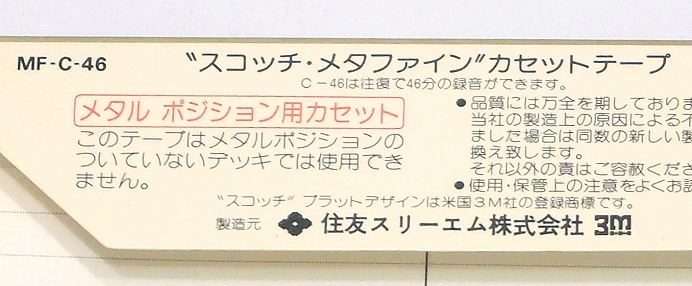 MF-C-46
"スコッチ・メタファイン"カセットテープ
C-46は往復で46分の録音ができます。
メタル ポジション用カセット
このテープはメタルポジションの
ついていないデッキでは使用でき
ません。
●品質には万全を期しておりま
当社の製造上の原因による不
ました場合は同数の新しい製
換え致します。
それ以外の責はご容赦くださ
●使用・保管上の注意をよくお読
"スコッチ" プラットデザインは米国3M社の登録商標です。
製造元 住友スリーエム株式会社 3M